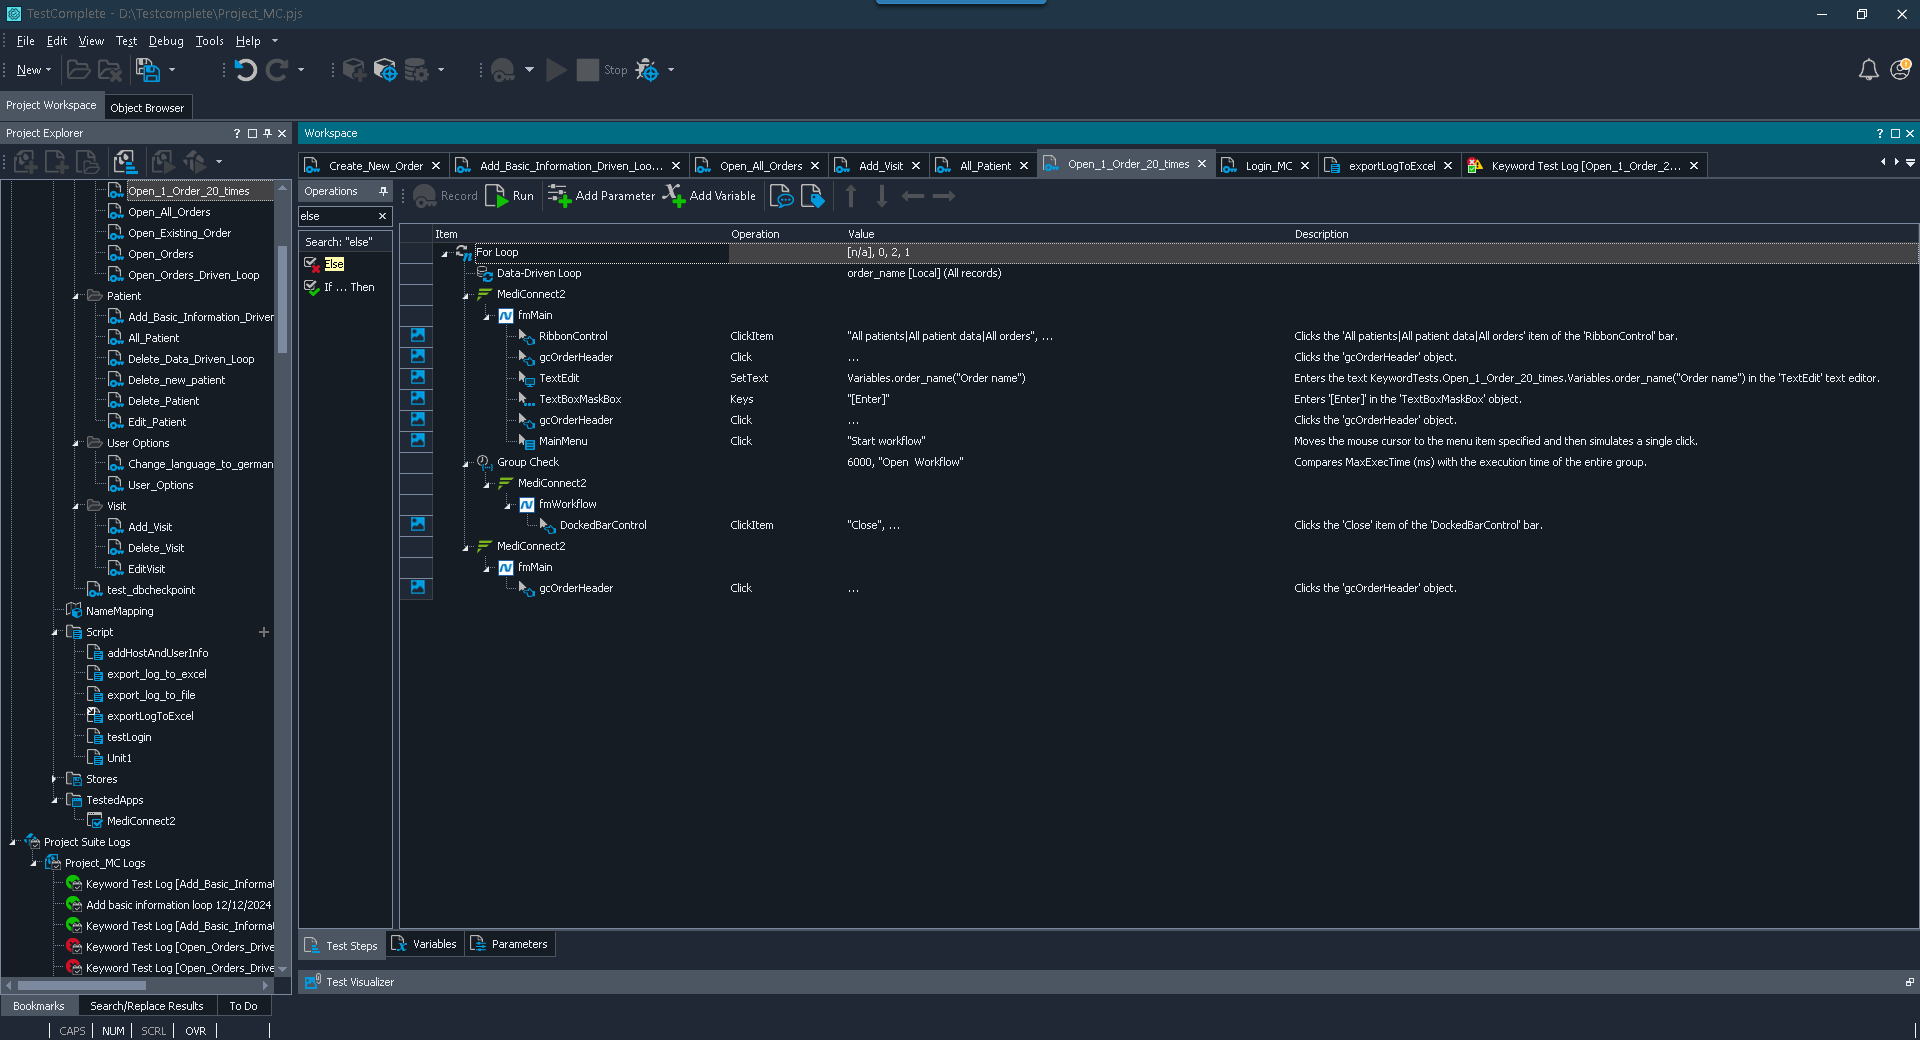 TestComplete - D:\Testcomplete\Project_MC.pjs
File Edit View Test Debug Tools Help
New Stop
Project Workspace Object Browser
Project Explorer ?
Workspace ?
Create_New_Order Add_Basic_Information_Driven_Loo... Open_All_Orders Add_Visit All_Patient Open_1_Order_20_times Login_MC exportLogToExcel Keyword Test Log [Open_1_Order_2...
Operations
Record Run Add Parameter Add Variable
else
Search: "else"
Else
If ... Then
Item Operation Value Description
For Loop [n/a], 0, 2, 1
Data-Driven Loop order_name [Local] (All records)
MediConnect2
fmMain
RibbonControl ClickItem "All patients|All patient data|All orders", ... Clicks the 'All patients|All patient data|All orders' item of the 'RibbonControl' bar.
gcOrderHeader Click ... Clicks the 'gcOrderHeader' object.
TextEdit SetText Variables.order_name("Order name") Enters the text KeywordTests.Open_1_Order_20_times.Variables.order_name("Order name") in the 'TextEdit' text editor.
TextBoxMaskBox Keys "[Enter]" Enters '[Enter]' in the 'TextBoxMaskBox' object.
gcOrderHeader Click ... Clicks the 'gcOrderHeader' object.
MainMenu Click "Start workflow" Moves the mouse cursor to the menu item specified and then simulates a single click.
Group Check 6000, "Open  Workflow" Compares MaxExecTime (ms) with the execution time of the entire group.
MediConnect2
fmWorkflow
DockedBarControl ClickItem "Close", ... Clicks the 'Close' item of the 'DockedBarControl' bar.
MediConnect2
fmMain
gcOrderHeader Click ... Clicks the 'gcOrderHeader' object.
Open_1_Order_20_times
Open_All_Orders
Open_Existing_Order
Open_Orders
Open_Orders_Driven_Loop
Patient
Add_Basic_Information_Driven
All_Patient
Delete_Data_Driven_Loop
Delete_new_patient
Delete_Patient
Edit_Patient
User Options
Change_language_to_german
User_Options
Visit
Add_Visit
Delete_Visit
EditVisit
test_dbcheckpoint
NameMapping
Script
addHostAndUserInfo
export_log_to_excel
export_log_to_file
exportLogToExcel
testLogin
Unit1
Stores
TestedApps
MediConnect2
Project Suite Logs
Project_MC Logs
Keyword Test Log [Add_Basic_Informat
Add basic information loop 12/12/2024
Keyword Test Log [Add_Basic_Informat
Keyword Test Log [Open_Orders_Drive
Keyword Test Log [Open_Orders_Drive
Test Steps Variables Parameters
Test Visualizer
Bookmarks Search/Replace Results To Do
CAPS NUM SCRL OVR